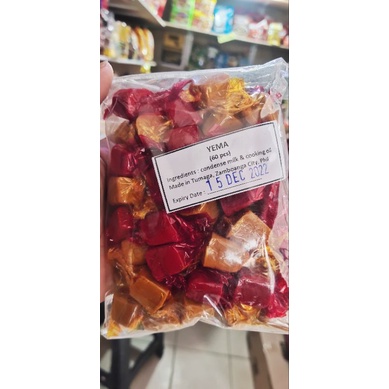 YEMA
(60 pcs)
Ingredients : condense milk & cooking oil
Made in Tumaga, Zamboanga City, Phil
Expiry Date : 15 DEC 2022